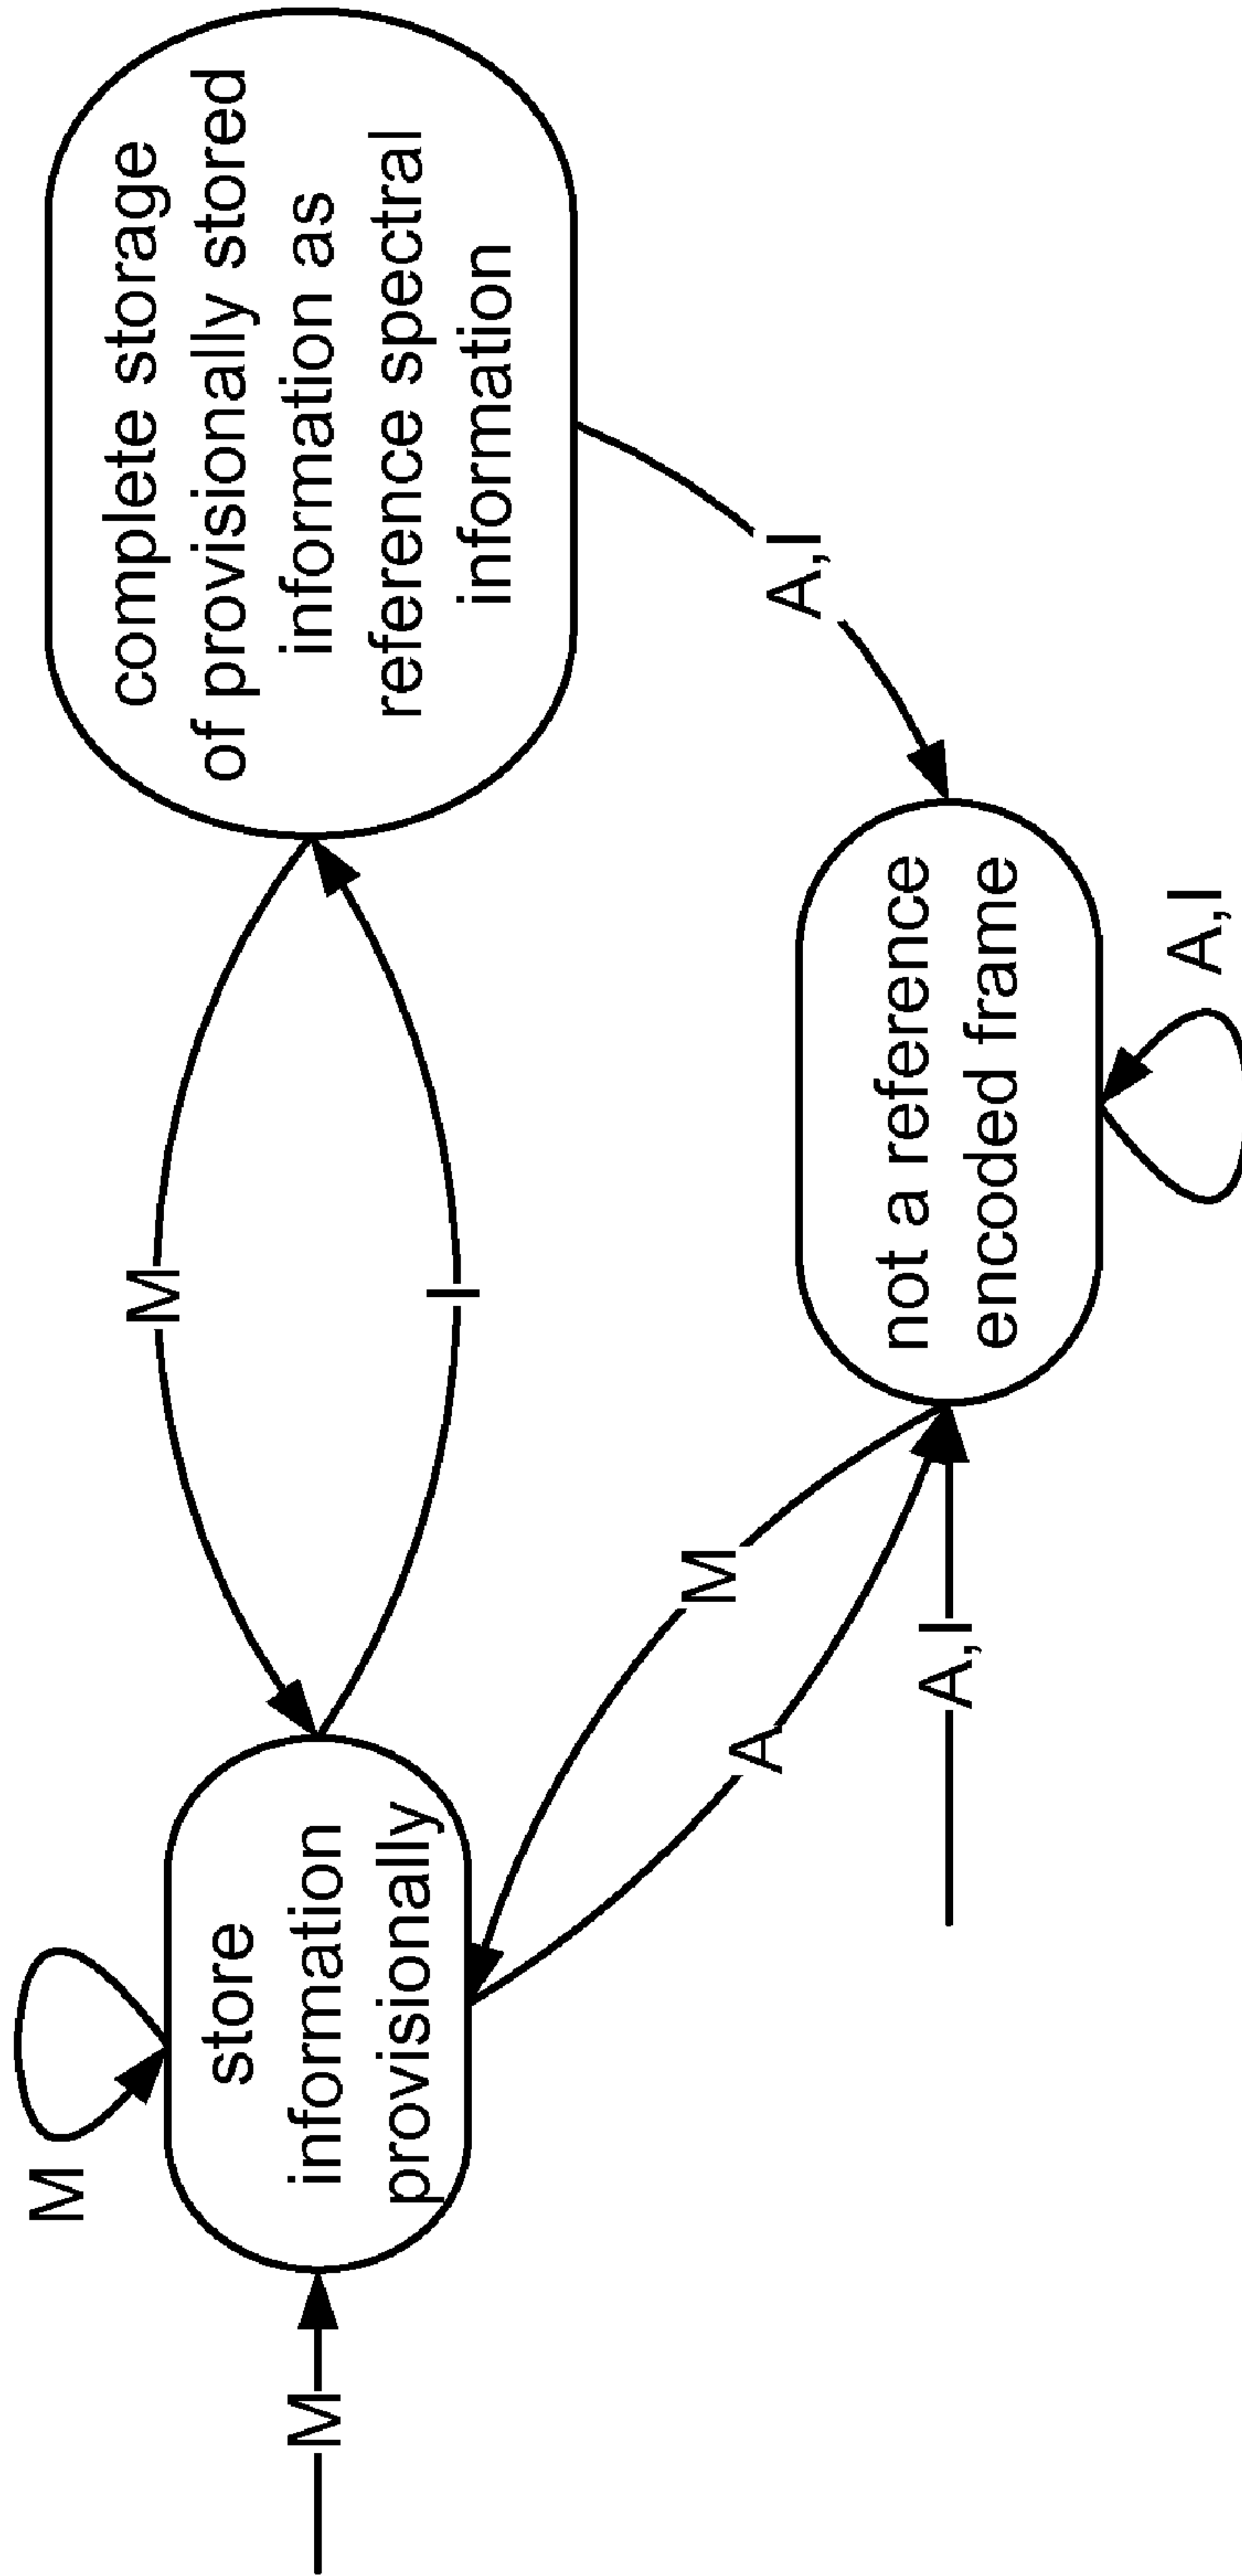 M
M
store
information
provisionally
M
I
complete storage
of provisionally stored
information as
reference spectral
information
M
A
A,I
A,I
not a reference
encoded frame
A,I